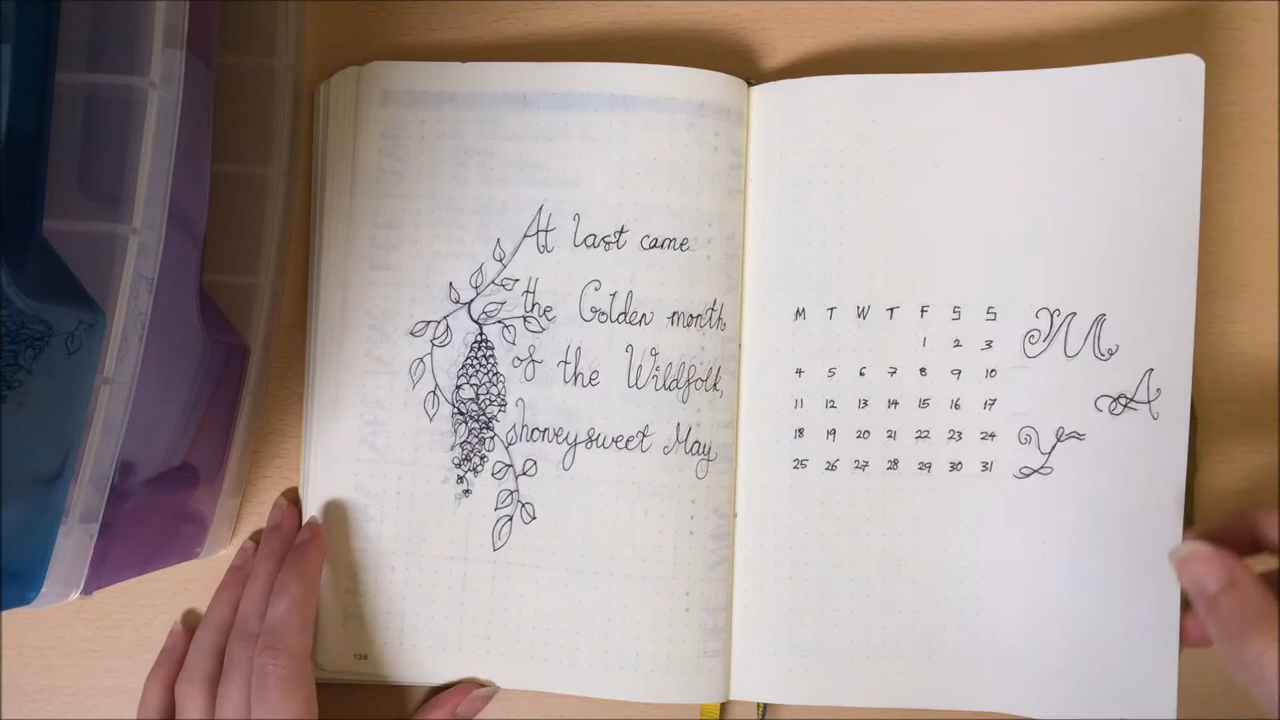 At last came
the Golden month
of the Wildfolk,
honeysweet May
138
M T W T F S S
1 2 3
4 5 6 7 8 9 10
11 12 13 14 15 16 17
18 19 20 21 22 23 24
25 26 27 28 29 30 31
M
A
Y